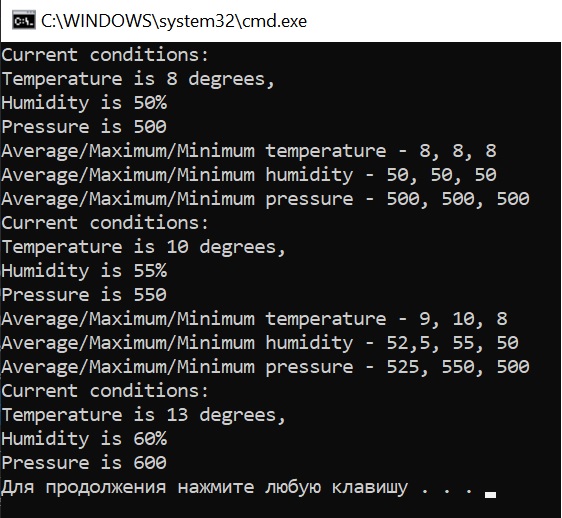 C:\WINDOWS\system32\cmd.exe
Current conditions:
Temperature is 8 degrees,
Humidity is 50%
Pressure is 500
Average/Maximum/Minimum temperature - 8, 8, 8
Average/Maximum/Minimum humidity - 50, 50, 50
Average/Maximum/Minimum pressure - 500, 500, 500
Current conditions:
Temperature is 10 degrees,
Humidity is 55%
Pressure is 550
Average/Maximum/Minimum temperature - 9, 10, 8
Average/Maximum/Minimum humidity - 52,5, 55, 50
Average/Maximum/Minimum pressure - 525, 550, 500
Current conditions:
Temperature is 13 degrees,
Humidity is 60%
Pressure is 600
Для продолжения нажмите любую клавишу . . .